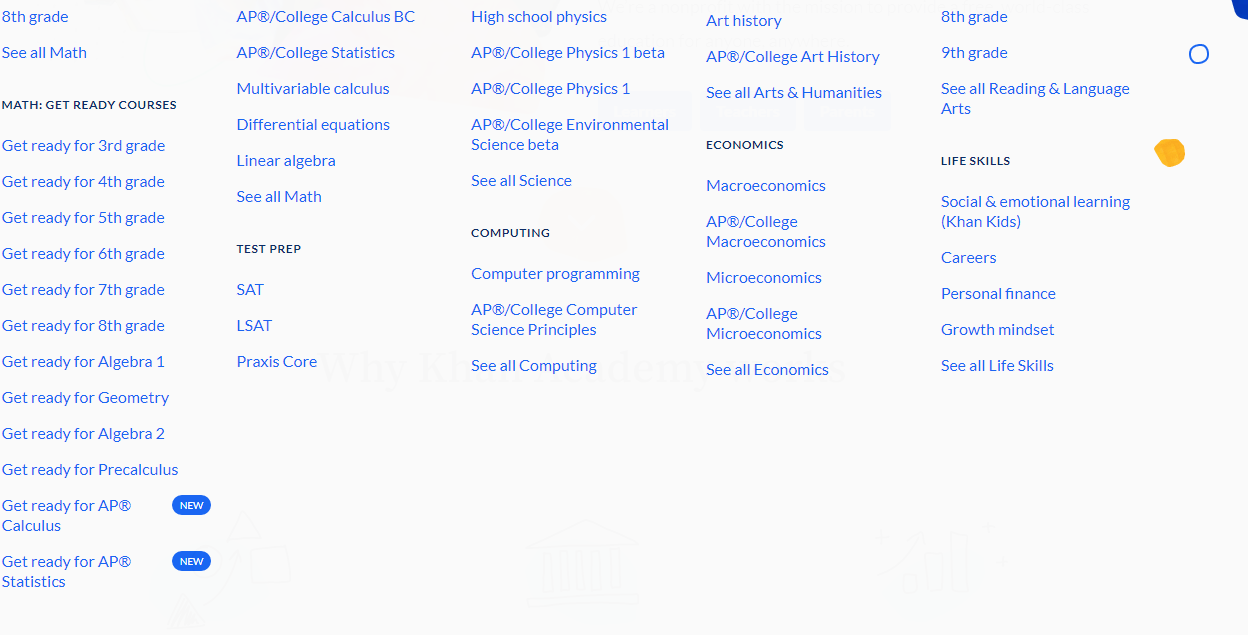 8th grade
See all Math
MATH: GET READY COURSES
Get ready for 3rd grade
Get ready for 4th grade
Get ready for 5th grade
Get ready for 6th grade
Get ready for 7th grade
Get ready for 8th grade
Get ready for Algebra 1
Get ready for Geometry
Get ready for Algebra 2
Get ready for Precalculus
Get ready for AP® NEW
Calculus
Get ready for AP® NEW
Statistics
AP®/College Calculus BC
AP®/College Statistics
Multivariable calculus
Differential equations
Linear algebra
See all Math
TEST PREP
SAT
LSAT
Praxis Core
High school physics
AP®/College Physics 1 beta
AP®/College Physics 1
AP®/College Environmental
Science beta
See all Science
COMPUTING
Computer programming
AP®/College Computer
Science Principles
See all Computing
Art history
AP®/College Art History
See all Arts & Humanities
ECONOMICS
Macroeconomics
AP®/College
Macroeconomics
Microeconomics
AP®/College
Microeconomics
See all Economics
8th grade
9th grade
See all Reading & Language
Arts
LIFE SKILLS
Social & emotional learning
(Khan Kids)
Careers
Personal finance
Growth mindset
See all Life Skills
Why Khan Academy